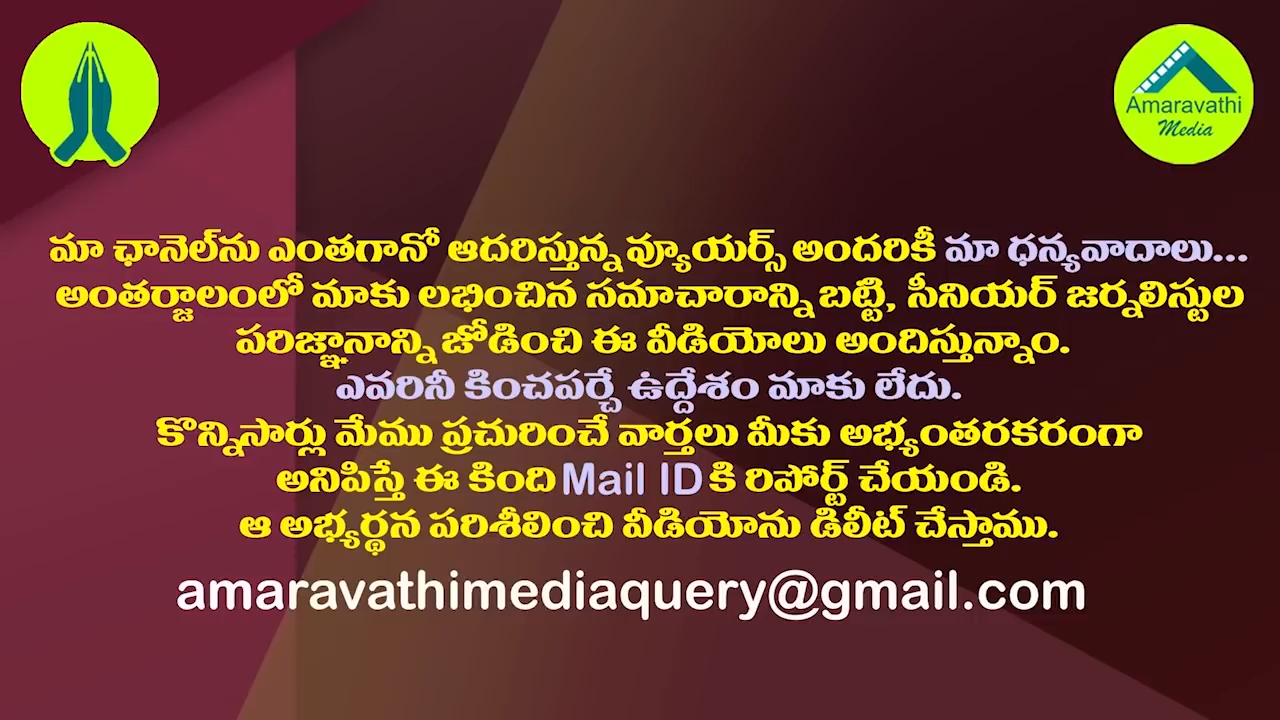 Amaravathi
Media
మా ఛానెల్‌ను ఎంతగానో ఆదరిస్తున్న వ్యూయర్స్ అందరికీ మా ధన్యవాదాలు...
అంతర్జాలంలో మాకు లభించిన సమాచారాన్ని బట్టి, సీనియర్ జర్నలిస్టుల
పరిజ్ఞానాన్ని జోడించి ఈ వీడియోలు అందిస్తున్నాం.
ఎవరినీ కించపర్చే ఉద్దేశం మాకు లేదు.
కొన్నిసార్లు మేము ప్రచురించే వార్తలు మీకు అభ్యంతరకరంగా
అనిపిస్తే ఈ కింది Mail ID కి రిపోర్ట్ చేయండి.
ఆ అభ్యర్థన పరిశీలించి వీడియోను డిలీట్ చేస్తాము.
amaravathimediaquery@gmail.com